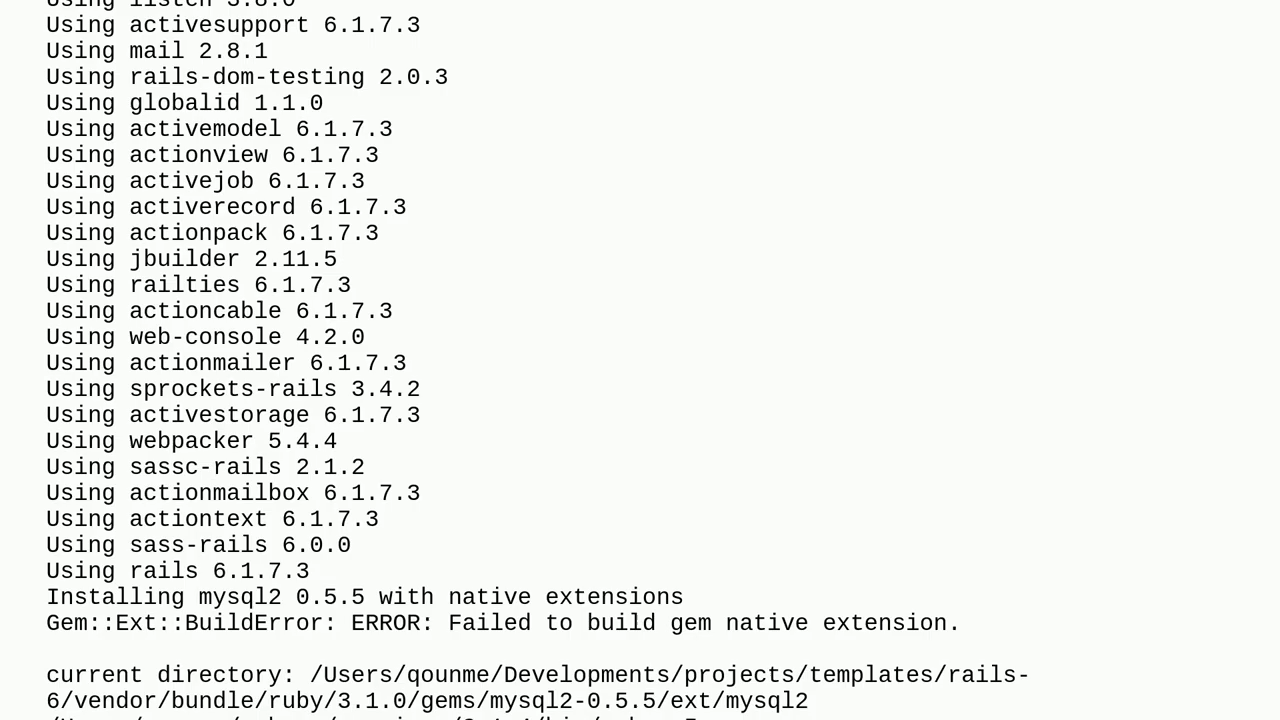 Using listen 3.8.0
Using activesupport 6.1.7.3
Using mail 2.8.1
Using rails-dom-testing 2.0.3
Using globalid 1.1.0
Using activemodel 6.1.7.3
Using actionview 6.1.7.3
Using activejob 6.1.7.3
Using activerecord 6.1.7.3
Using actionpack 6.1.7.3
Using jbuilder 2.11.5
Using railties 6.1.7.3
Using actioncable 6.1.7.3
Using web-console 4.2.0
Using actionmailer 6.1.7.3
Using sprockets-rails 3.4.2
Using activestorage 6.1.7.3
Using webpacker 5.4.4
Using sassc-rails 2.1.2
Using actionmailbox 6.1.7.3
Using actiontext 6.1.7.3
Using sass-rails 6.0.0
Using rails 6.1.7.3
Installing mysql2 0.5.5 with native extensions
Gem::Ext::BuildError: ERROR: Failed to build gem native extension.
current directory: /Users/qounme/Developments/projects/templates/rails-
6/vendor/bundle/ruby/3.1.0/gems/mysql2-0.5.5/ext/mysql2